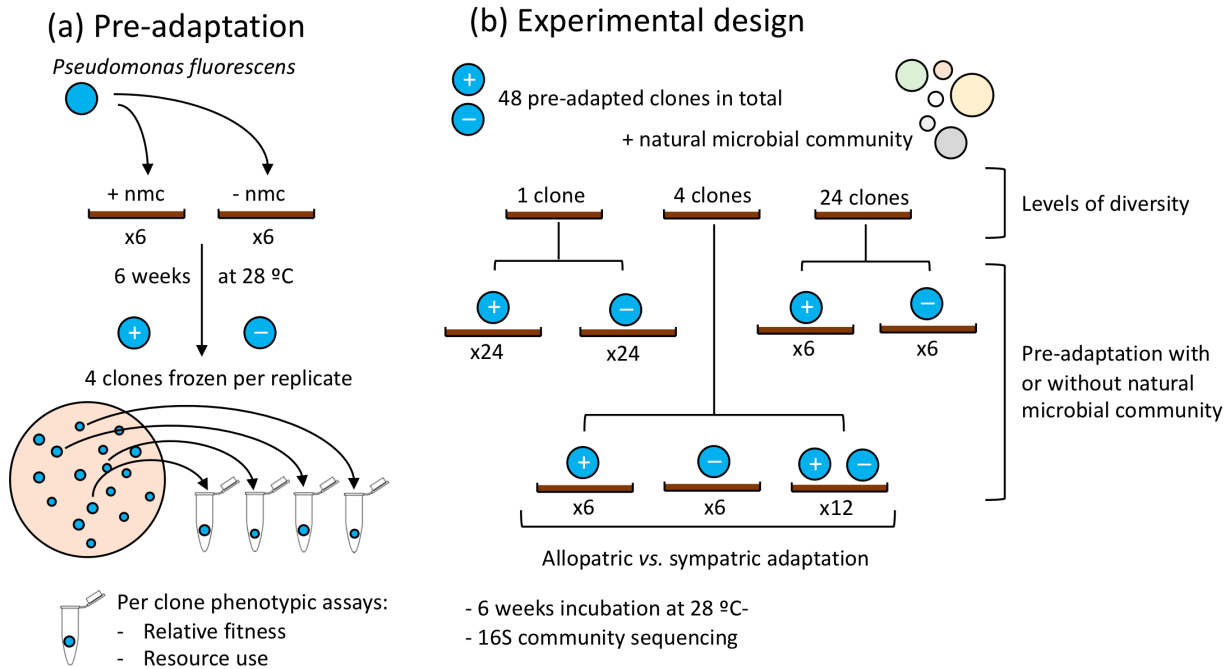 (a) Pre-adaptation
Pseudomonas fluorescens
+ nmc
- nmc
x6
x6
6 weeks
at 28 ºC
+
−
4 clones frozen per replicate
Per clone phenotypic assays:
- Relative fitness
- Resource use
(b) Experimental design
+
−
48 pre-adapted clones in total
+ natural microbial community
1 clone
4 clones
24 clones
Levels of diversity
+
−
+
−
x24
x24
x6
x6
Pre-adaptation with
or without natural
microbial community
+
−
+
−
x6
x6
x12
Allopatric vs. sympatric adaptation
- 6 weeks incubation at 28 ºC-
- 16S community sequencing